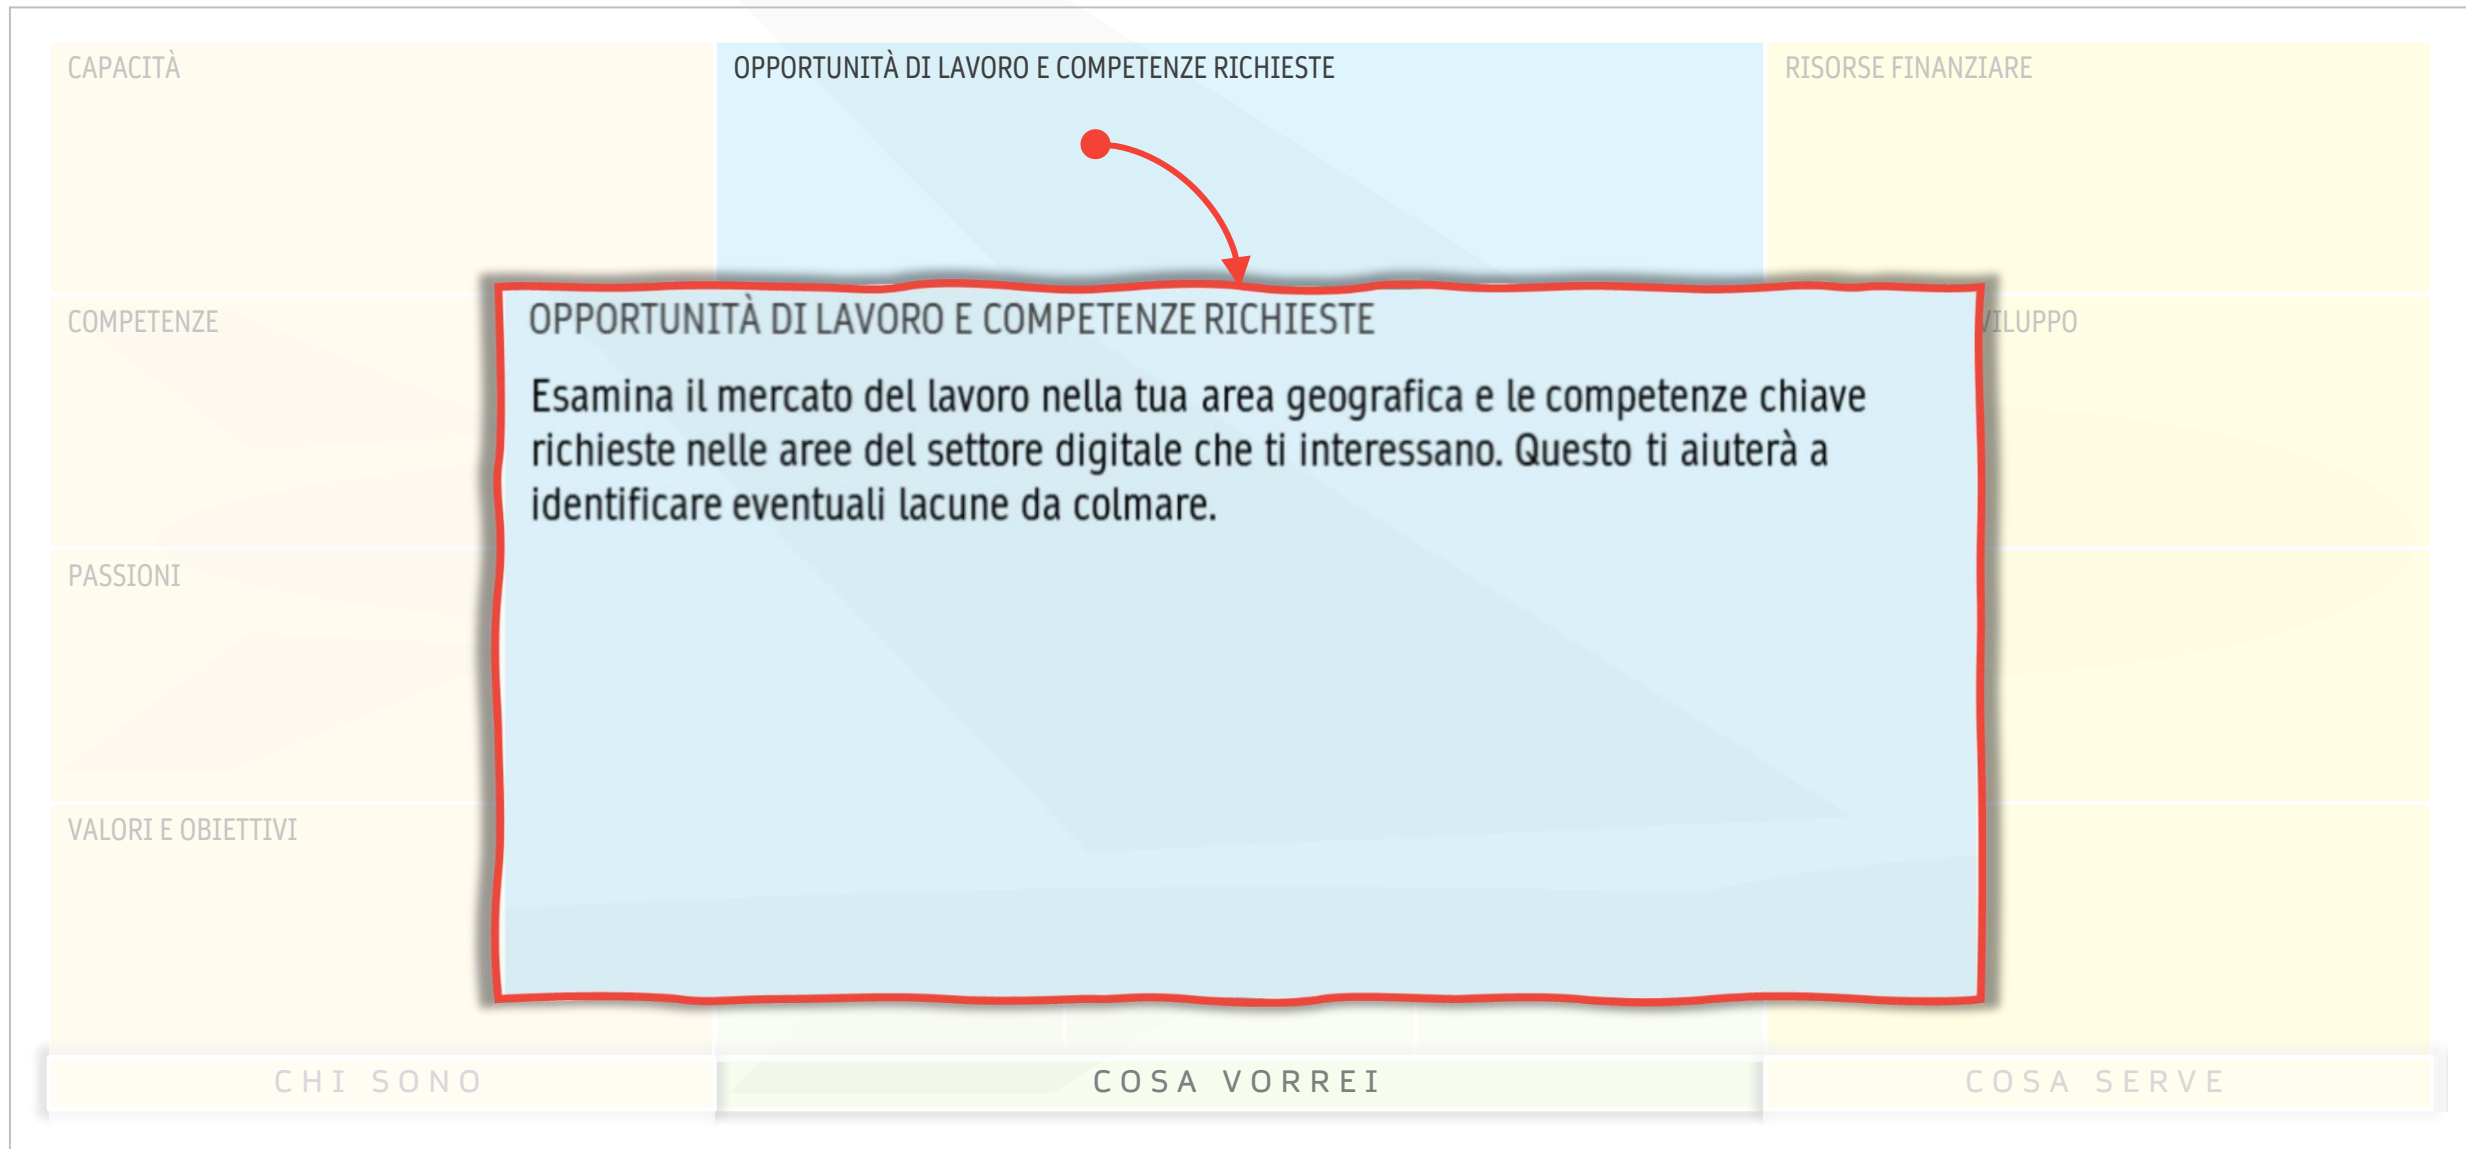 CAPACITÀ
OPPORTUNITÀ DI LAVORO E COMPETENZE RICHIESTE
RISORSE FINANZIARE
COMPETENZE
OPPORTUNITÀ DI LAVORO E COMPETENZE RICHIESTE
Esamina il mercato del lavoro nella tua area geografica e le competenze chiave
richieste nelle aree del settore digitale che ti interessano. Questo ti aiuterà a
identificare eventuali lacune da colmare.
PASSIONI
VALORI E OBIETTIVI
CHI SONO
COSA VORREI
COSA SERVE